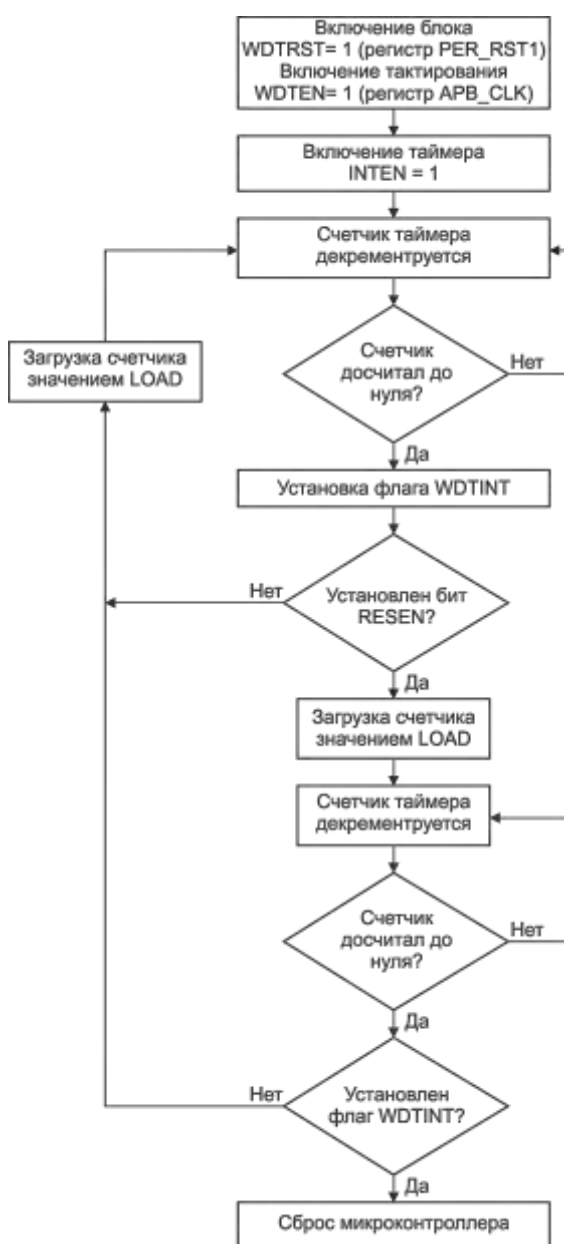 Включение блока
WDTRST= 1 (регистр PER_RST1)
Включение тактирования
WDTEN= 1 (регистр APB_CLK)
Включение таймера
INTEN = 1
Счетчик таймера
декрементруется
Загрузка счетчика
значением LOAD
Счетчик
досчитал до
нуля?
Нет
Да
Установка флага WDTINT
Нет
Установлен бит
RESEN?
Да
Загрузка счетчика
значением LOAD
Счетчик таймера
декрементруется
Счетчик
досчитал до
нуля?
Нет
Да
Нет
Установлен
флаг WDTINT?
Да
Сброс микроконтроллера